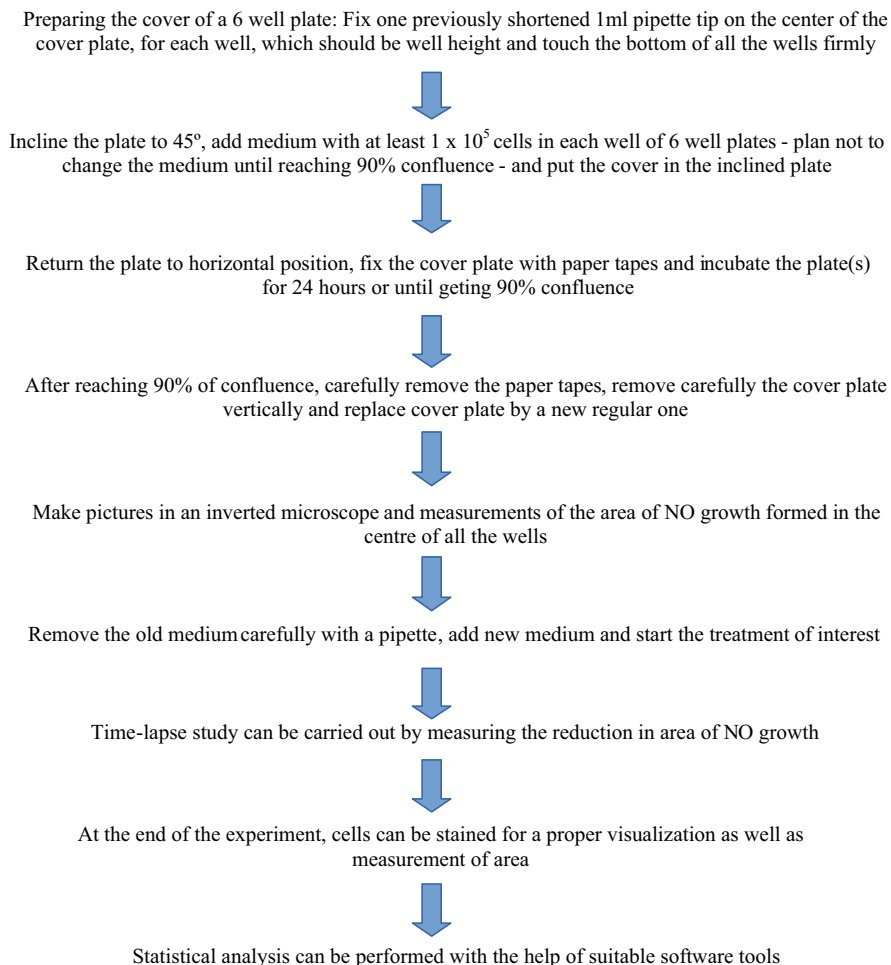 Preparing the cover of a 6 well plate: Fix one previously shortened 1ml pipette tip on the center of the
cover plate, for each well, which should be well height and touch the bottom of all the wells firmly
Incline the plate to 45º, add medium with at least 1 x 10⁵ cells in each well of 6 well plates - plan not to
change the medium until reaching 90% confluence - and put the cover in the inclined plate
Return the plate to horizontal position, fix the cover plate with paper tapes and incubate the plate(s)
for 24 hours or until geting 90% confluence
After reaching 90% of confluence, carefully remove the paper tapes, remove carefully the cover plate
vertically and replace cover plate by a new regular one
Make pictures in an inverted microscope and measurements of the area of NO growth formed in the
centre of all the wells
Remove the old medium carefully with a pipette, add new medium and start the treatment of interest
Time-lapse study can be carried out by measuring the reduction in area of NO growth
At the end of the experiment, cells can be stained for a proper visualization as well as
measurement of area
Statistical analysis can be performed with the help of suitable software tools